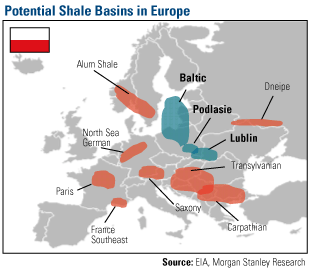 Potential Shale Basins in Europe
Alum Shale
Baltic
Dneipe
Podlasie
North Sea
German
Lublin
Transylvanian
Paris
Saxony
France
Southeast
Carpathian
Source: EIA, Morgan Stanley Research